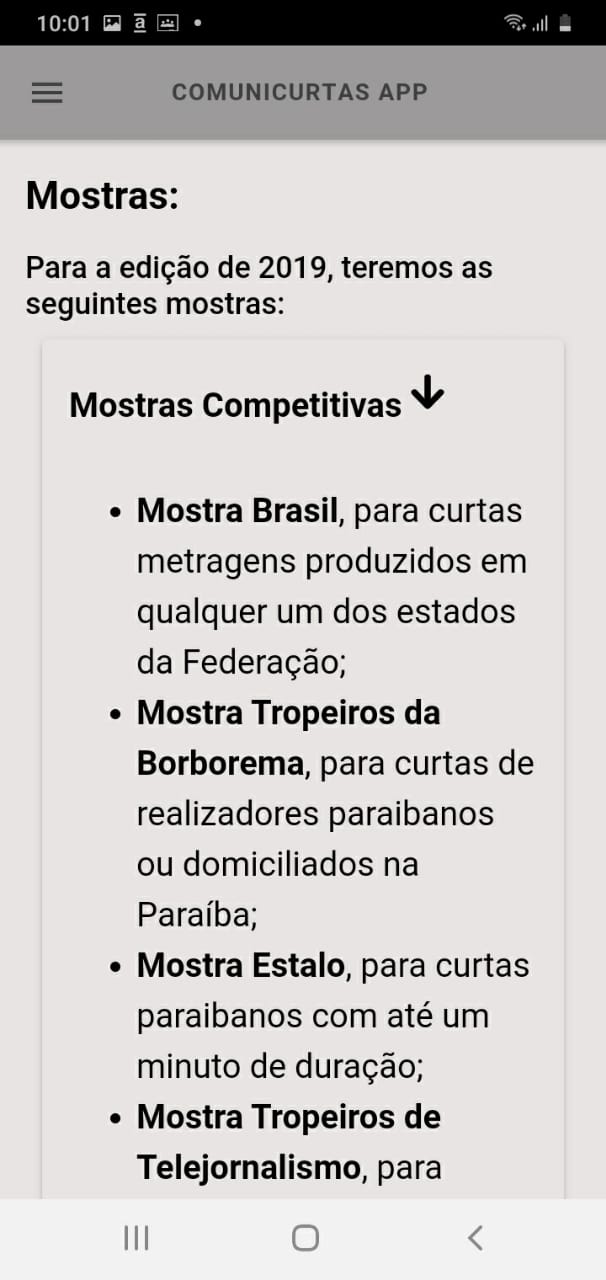 10:01
COMUNICURTAS APP
Mostras:
Para a edição de 2019, teremos as
seguintes mostras:
Mostras Competitivas
• Mostra Brasil, para curtas
metragens produzidos em
qualquer um dos estados
da Federação;
• Mostra Tropeiros da
Borborema, para curtas de
realizadores paraibanos
ou domiciliados na
Paraíba;
• Mostra Estalo, para curtas
paraibanos com até um
minuto de duração;
• Mostra Tropeiros de
Telejornalismo, para